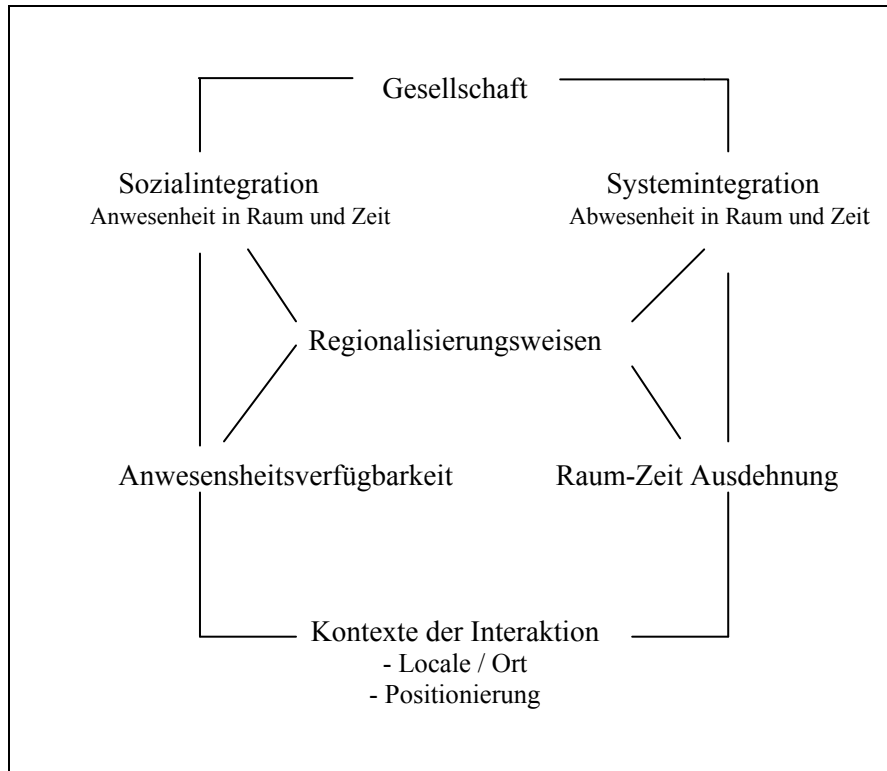 Gesellschaft
Sozialintegration
Anwesenheit in Raum und Zeit
Systemintegration
Abwesenheit in Raum und Zeit
Regionalisierungsweisen
Anwesensheitsverfügbarkeit
Raum-Zeit Ausdehnung
Kontexte der Interaktion
- Locale / Ort
- Positionierung